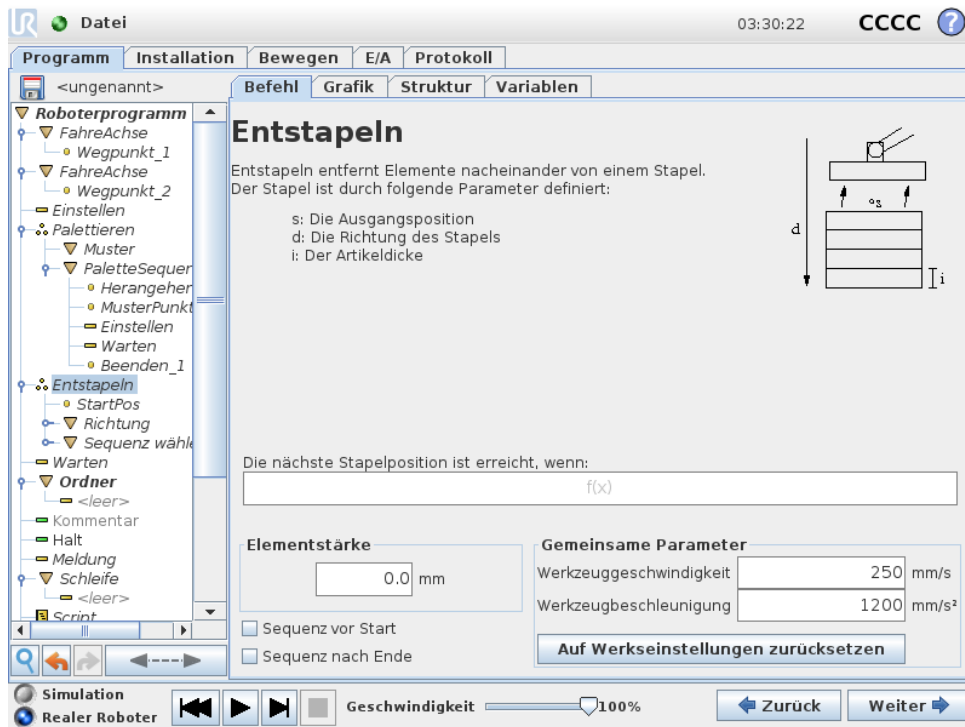 UR Datei 03:30:22 CCCC ?
Programm Installation Bewegen E/A Protokoll
<ungenannt>
Befehl Grafik Struktur Variablen
Roboterprogramm
FahreAchse
Wegpunkt_1
FahreAchse
Wegpunkt_2
Einstellen
Palettieren
Muster
PaletteSequer
Herangeher
MusterPunkt
Einstellen
Warten
Beenden_1
Entstapeln
StartPos
Richtung
Sequenz wähle
Warten
Ordner
<leer>
Kommentar
Halt
Meldung
Schleife
<leer>
Script
Entstapeln
Entstapeln entfernt Elemente nacheinander von einem Stapel.
Der Stapel ist durch folgende Parameter definiert:
s: Die Ausgangsposition
d: Die Richtung des Stapels
i: Der Artikeldicke
s
d
i
Die nächste Stapelposition ist erreicht, wenn:
f(x)
Elementstärke
0.0 mm
Sequenz vor Start
Sequenz nach Ende
Gemeinsame Parameter
Werkzeuggeschwindigkeit 250 mm/s
Werkzeugbeschleunigung 1200 mm/s²
Auf Werkseinstellungen zurücksetzen
Simulation
Realer Roboter
Geschwindigkeit 100%
Zurück Weiter